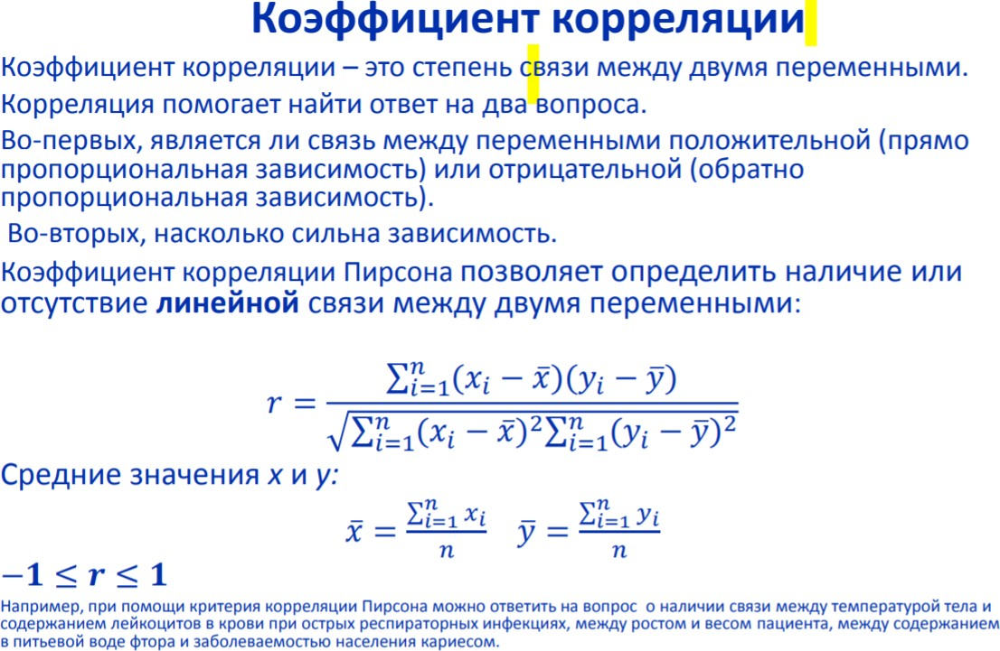 Коэффициент корреляции
Коэффициент корреляции – это степень связи между двумя переменными.
Корреляция помогает найти ответ на два вопроса.
Во-первых, является ли связь между переменными положительной (прямо
пропорциональная зависимость) или отрицательной (обратно
пропорциональная зависимость).
Во-вторых, насколько сильна зависимость.
Коэффициент корреляции Пирсона позволяет определить наличие или
отсутствие линейной связи между двумя переменными:
r = \frac{\sum_{i=1}^{n}(x_i - \bar{x})(y_i - \bar{y})}{\sqrt{\sum_{i=1}^{n}(x_i - \bar{x})^2 \sum_{i=1}^{n}(y_i - \bar{y})^2}}
Средние значения x и y:
\bar{x} = \frac{\sum_{i=1}^{n} x_i}{n} \quad \bar{y} = \frac{\sum_{i=1}^{n} y_i}{n}
−1 ≤ r ≤ 1
Например, при помощи критерия корреляции Пирсона можно ответить на вопрос о наличии связи между температурой тела и
содержанием лейкоцитов в крови при острых респираторных инфекциях, между ростом и весом пациента, между содержанием
в питьевой воде фтора и заболеваемостью населения кариесом.